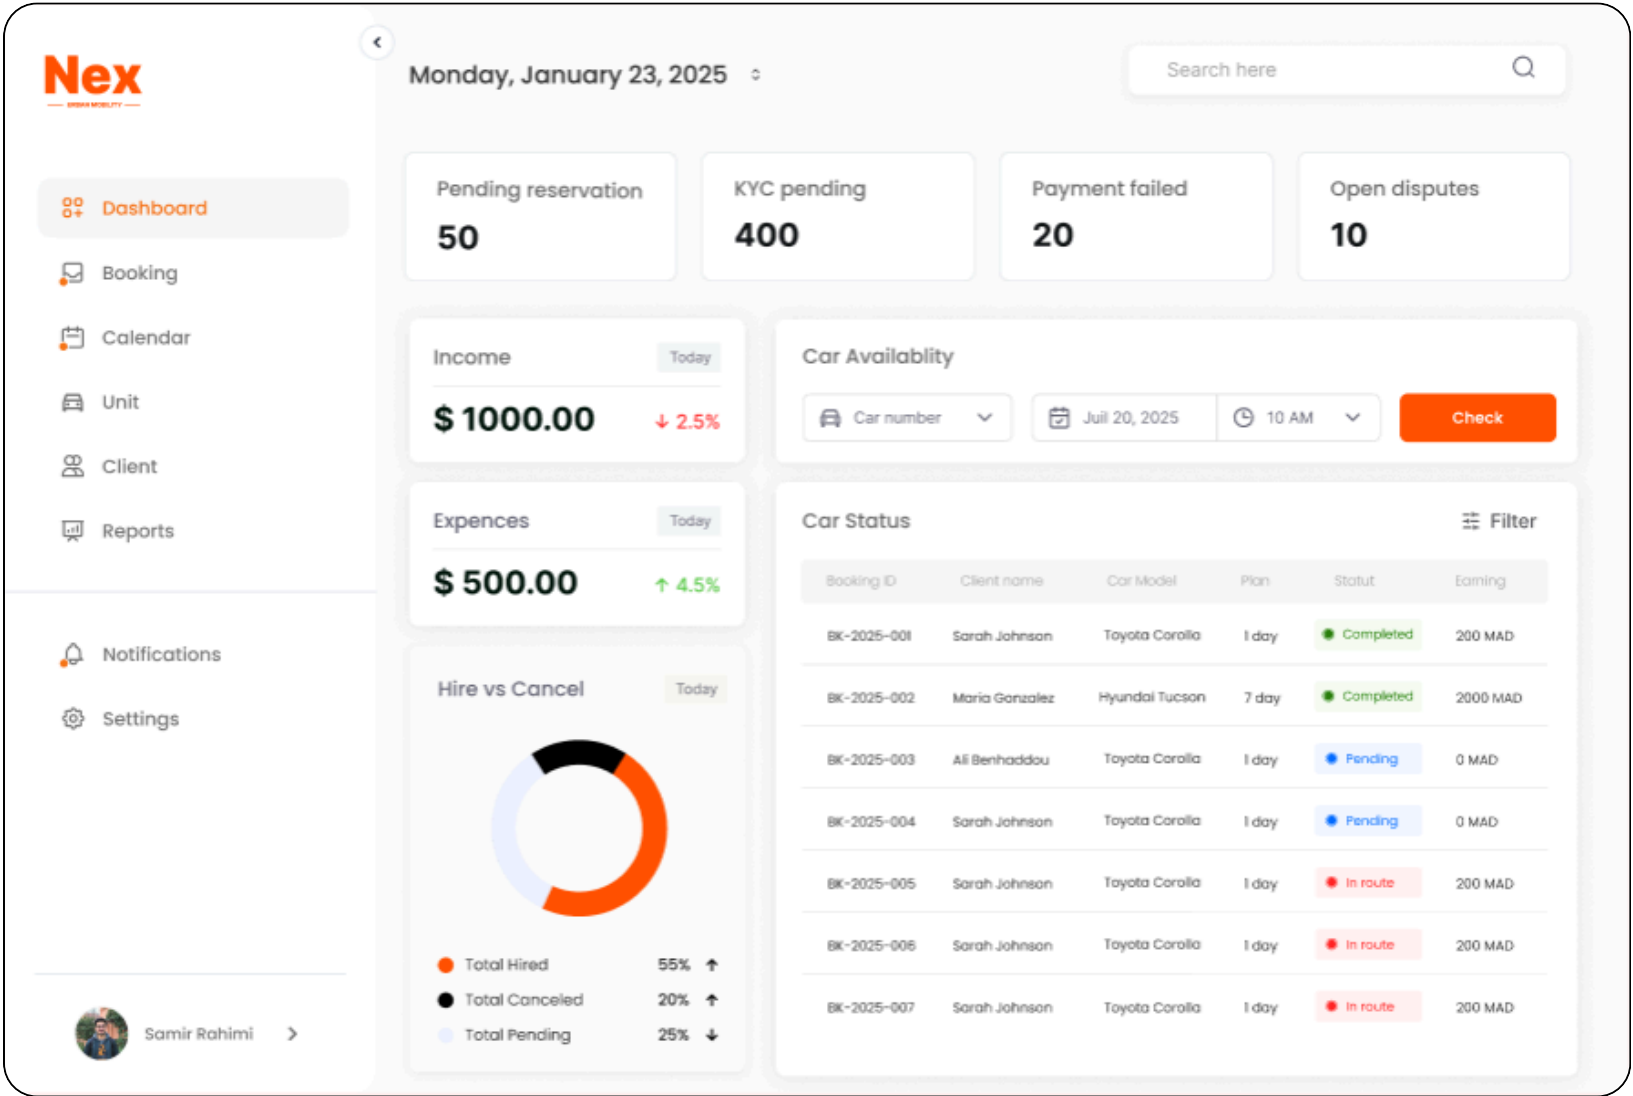 Nex
URBAN MOBILITY
Dashboard
Booking
Calendar
Unit
Client
Reports
Notifications
Settings
Samir Rahimi
Monday, January 23, 2025
Search here
Pending reservation
50
KYC pending
400
Payment failed
20
Open disputes
10
Income Today
$ 1000.00 2.5%
Expences Today
$ 500.00 4.5%
Hire vs Cancel Today
Total Hired 55%
Total Canceled 20%
Total Pending 25%
Car Availablity
Car number Juil 20, 2025 10 AM Check
Car Status Filter
Booking ID Client name Car Model Plan Statut Earning
BK-2025-001 Sarah Johnson Toyota Corolla 1 day Completed 200 MAD
BK-2025-002 Maria Gonzalez Hyundai Tucson 7 day Completed 2000 MAD
BK-2025-003 Ali Benhaddou Toyota Corolla 1 day Pending 0 MAD
BK-2025-004 Sarah Johnson Toyota Corolla 1 day Pending 0 MAD
BK-2025-005 Sarah Johnson Toyota Corolla 1 day In route 200 MAD
BK-2025-006 Sarah Johnson Toyota Corolla 1 day In route 200 MAD
BK-2025-007 Sarah Johnson Toyota Corolla 1 day In route 200 MAD